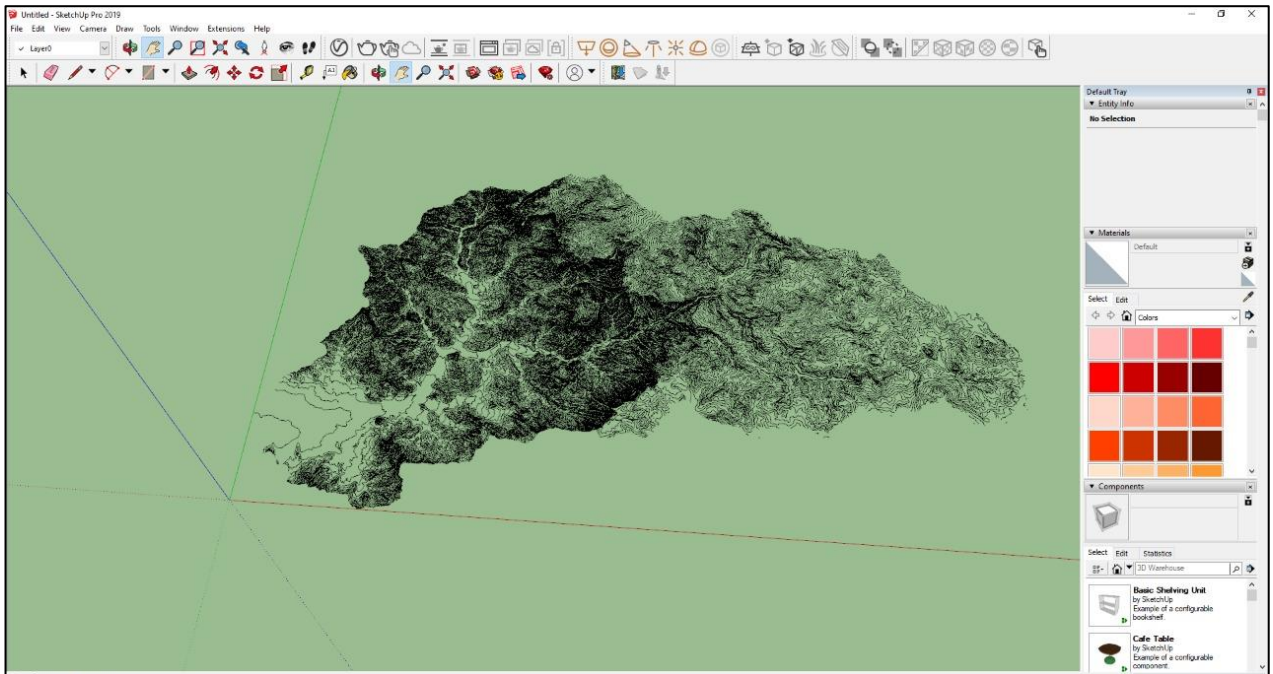 Untitled - SketchUp Pro 2019
File Edit View Camera Draw Tools Window Extensions Help
Layer0
Default Tray
Entity Info
No Selection
Materials
Default
Select Edit
Colors
Components
Select Edit Statistics
3D Warehouse
Basic Shelving Unit
by SketchUp
Example of a configurable
bookshelf.
Cafe Table
by SketchUp
Example of a configurable
component.